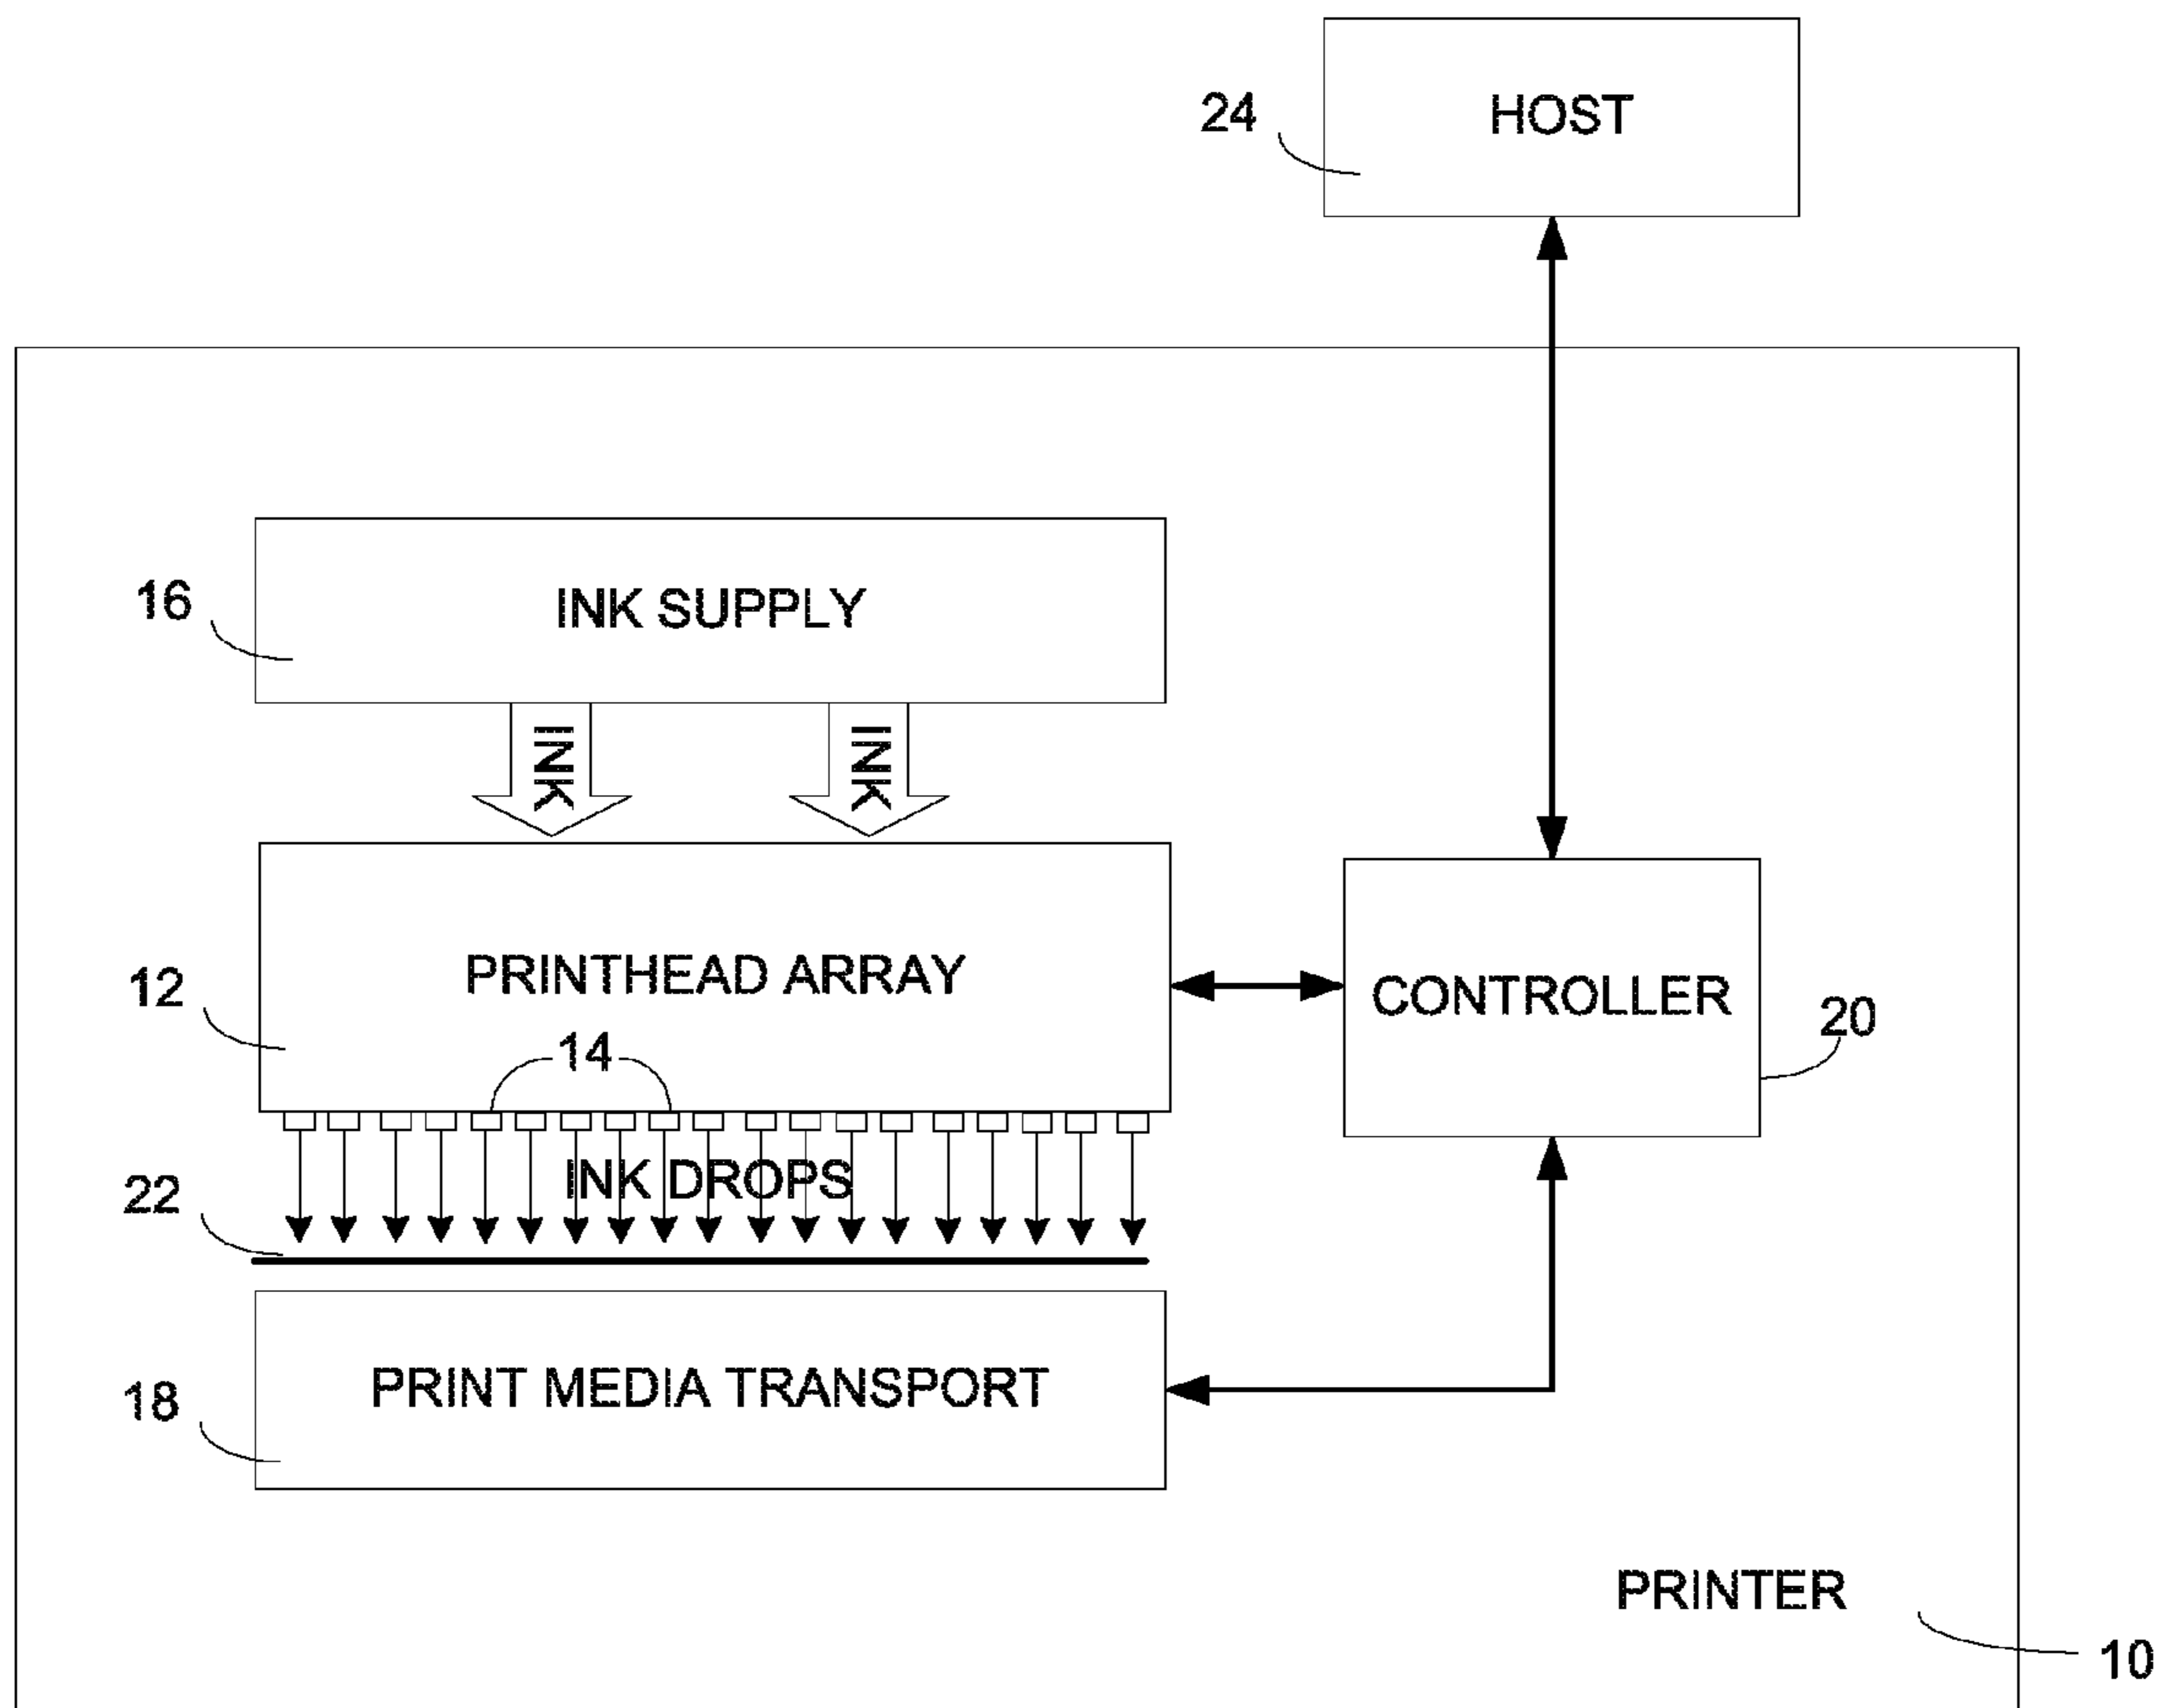 HOST
24
INK SUPPLY
16
INK
INK
PRINTHEAD ARRAY
12
14
CONTROLLER
20
INK DROPS
22
PRINT MEDIA TRANSPORT
18
PRINTER
10